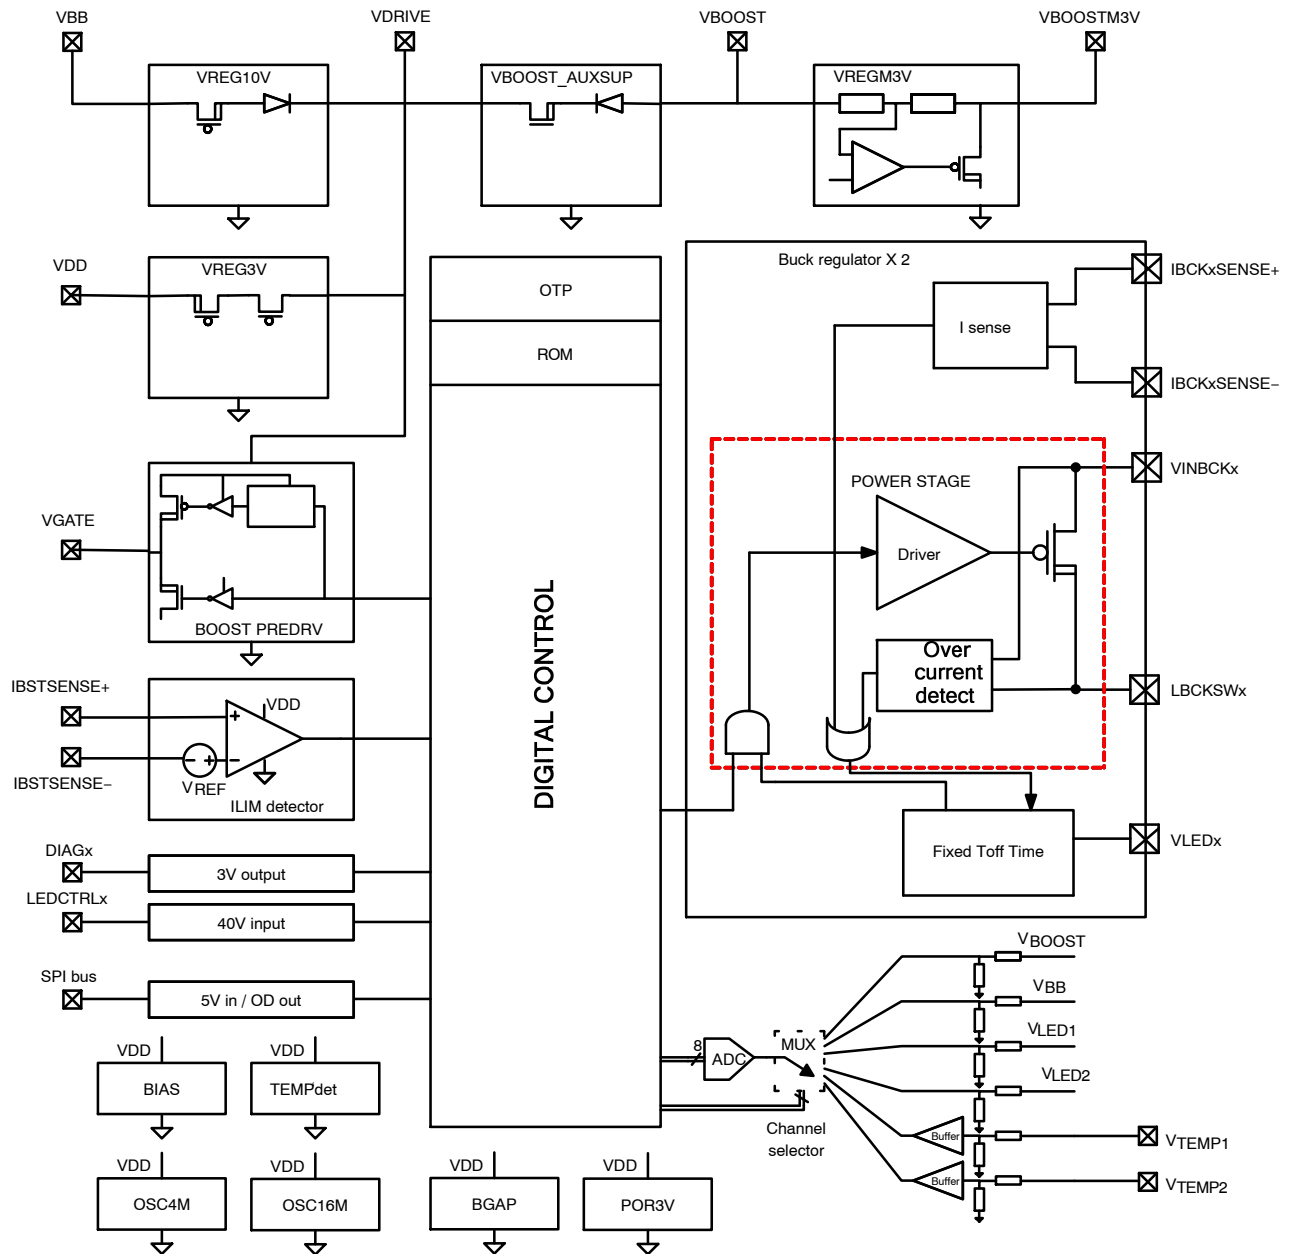 VBB
VDRIVE
VBOOST
VBOOSTM3V
VREG10V
VBOOST_AUXSUP
VREGM3V
VDD
VREG3V
OTP
ROM
DIGITAL CONTROL
Buck regulator X 2
I sense
IBCKxSENSE+
IBCKxSENSE−
POWER STAGE
Driver
VINBCKx
Over
current
detect
LBCKSWx
Fixed Toff Time
VLEDx
VGATE
BOOST PREDRV
IBSTSENSE+
IBSTSENSE−
VDD
+
− + −
VREF
ILIM detector
DIAGx
3V output
LEDCTRLx
40V input
SPI bus
5V in / OD out
8
ADC
MUX
Channel
selector
VBOOST
VBB
VLED1
VLED2
Buffer
VTEMP1
Buffer
VTEMP2
VDD
BIAS
VDD
TEMPdet
VDD
OSC4M
VDD
OSC16M
VDD
BGAP
VDD
POR3V